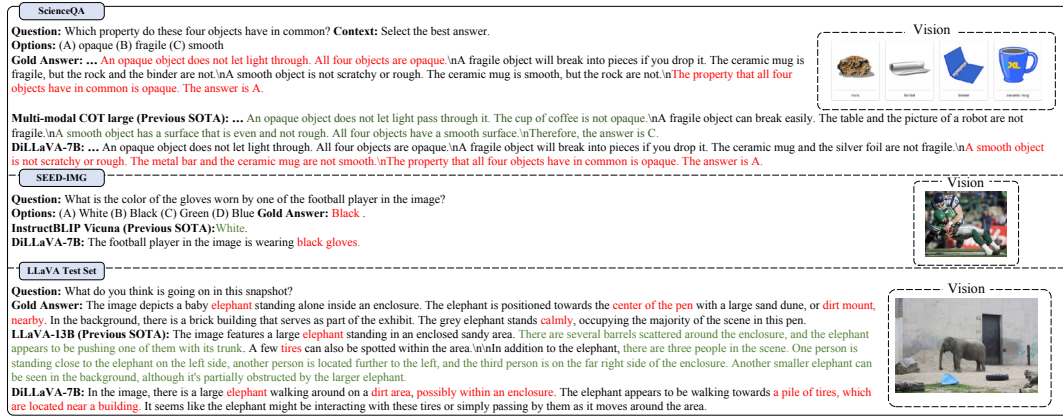 ScienceQA
Question: Which property do these four objects have in common? Context: Select the best answer.
Options: (A) opaque (B) fragile (C) smooth
Gold Answer: ... An opaque object does not let light through. All four objects are opaque.\nA fragile object will break into pieces if you drop it. The ceramic mug is
fragile, but the rock and the binder are not.\nA smooth object is not scratchy or rough. The ceramic mug is smooth, but the rock are not.\nThe property that all four
objects have in common is opaque. The answer is A.
Vision
rock
tin foil
binder
ceramic mug
XL
Multi-modal COT large (Previous SOTA): ... An opaque object does not let light pass through it. The cup of coffee is not opaque.\nA fragile object can break easily. The table and the picture of a robot are not
fragile.\nA smooth object has a surface that is even and not rough. All four objects have a smooth surface.\nTherefore, the answer is C.
DiLLaVA-7B: ... An opaque object does not let light through. All four objects are opaque.\nA fragile object will break into pieces if you drop it. The ceramic mug and the silver foil are not fragile.\nA smooth object
is not scratchy or rough. The metal bar and the ceramic mug are not smooth.\nThe property that all four objects have in common is opaque. The answer is A.
SEED-IMG
Question: What is the color of the gloves worn by one of the football player in the image?
Options: (A) White (B) Black (C) Green (D) Blue Gold Answer: Black .
InstructBLIP Vicuna (Previous SOTA):White.
DiLLaVA-7B: The football player in the image is wearing black gloves.
Vision
LLaVA Test Set
Question: What do you think is going on in this snapshot?
Gold Answer: The image depicts a baby elephant standing alone inside an enclosure. The elephant is positioned towards the center of the pen with a large sand dune, or dirt mount,
nearby. In the background, there is a brick building that serves as part of the exhibit. The grey elephant stands calmly, occupying the majority of the scene in this pen.
LLaVA-13B (Previous SOTA): The image features a large elephant standing in an enclosed sandy area. There are several barrels scattered around the enclosure, and the elephant
appears to be pushing one of them with its trunk. A few tires can also be spotted within the area.\n\nIn addition to the elephant, there are three people in the scene. One person is
standing close to the elephant on the left side, another person is located further to the left, and the third person is on the far right side of the enclosure. Another smaller elephant can
be seen in the background, although it's partially obstructed by the larger elephant.
DiLLaVA-7B: In the image, there is a large elephant walking around on a dirt area, possibly within an enclosure. The elephant appears to be walking towards a pile of tires, which
are located near a building. It seems like the elephant might be interacting with these tires or simply passing by them as it moves around the area.
Vision